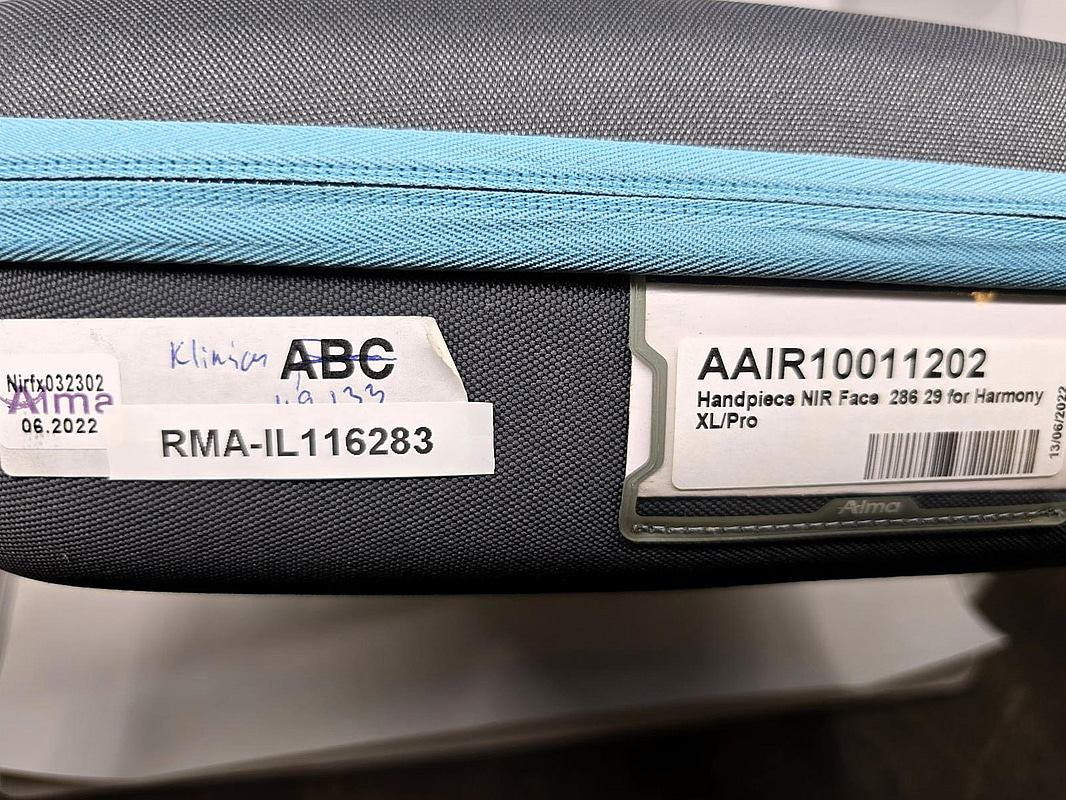 Nirfx032302
Alma
06.2022
ABC
RMA-IL116283
AAIR10011202
Handpiece NIR Face 286 29 for Harmony
XL/Pro
13/06/2022
Alma